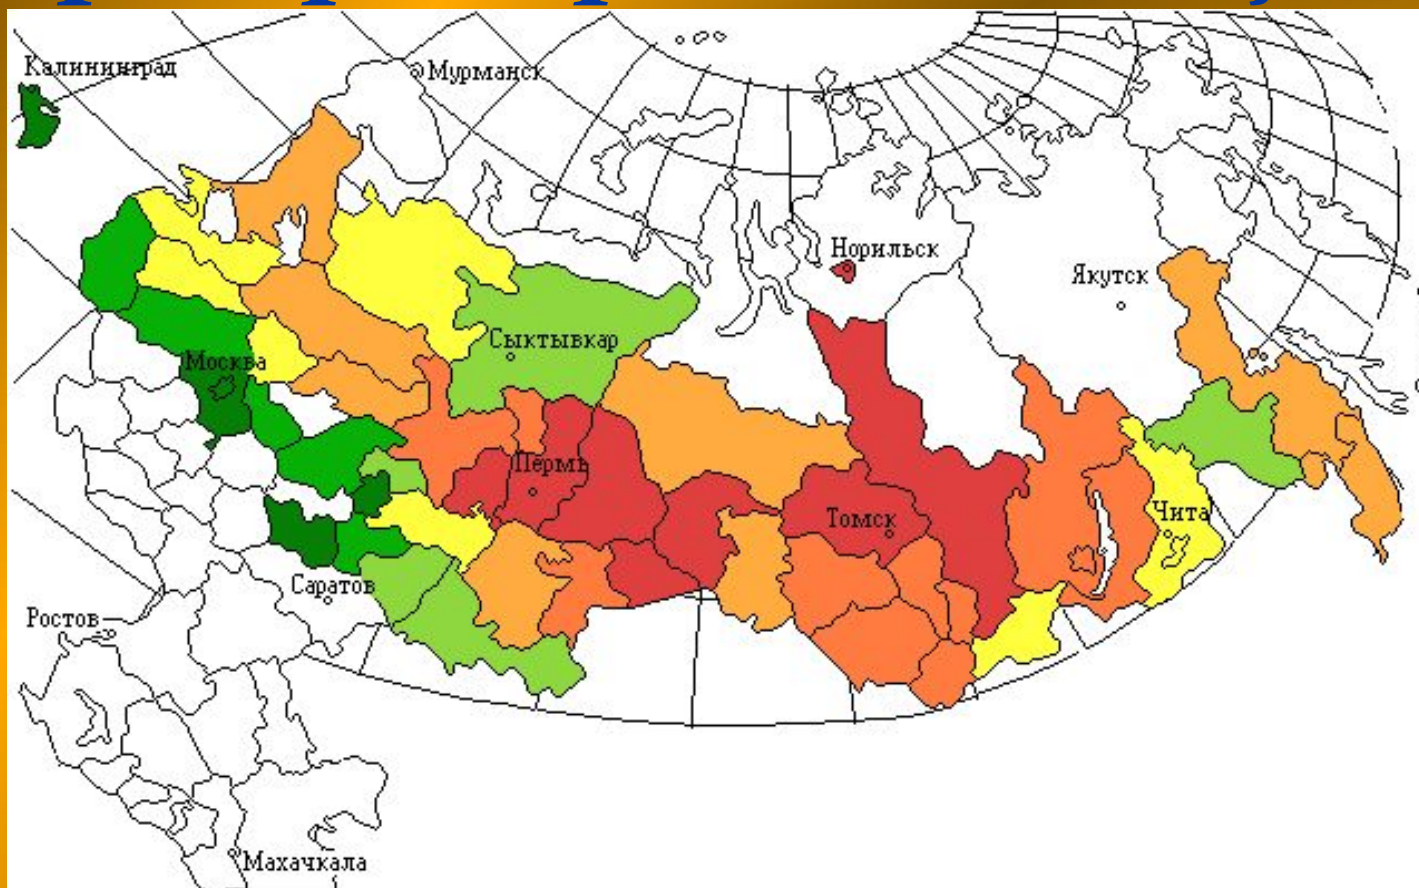 Калининград
Мурманск
Норильск
Якутск
Сыктывкар
Москва
Пермь
Томск
Чита
Саратов
Ростов
Махачкала